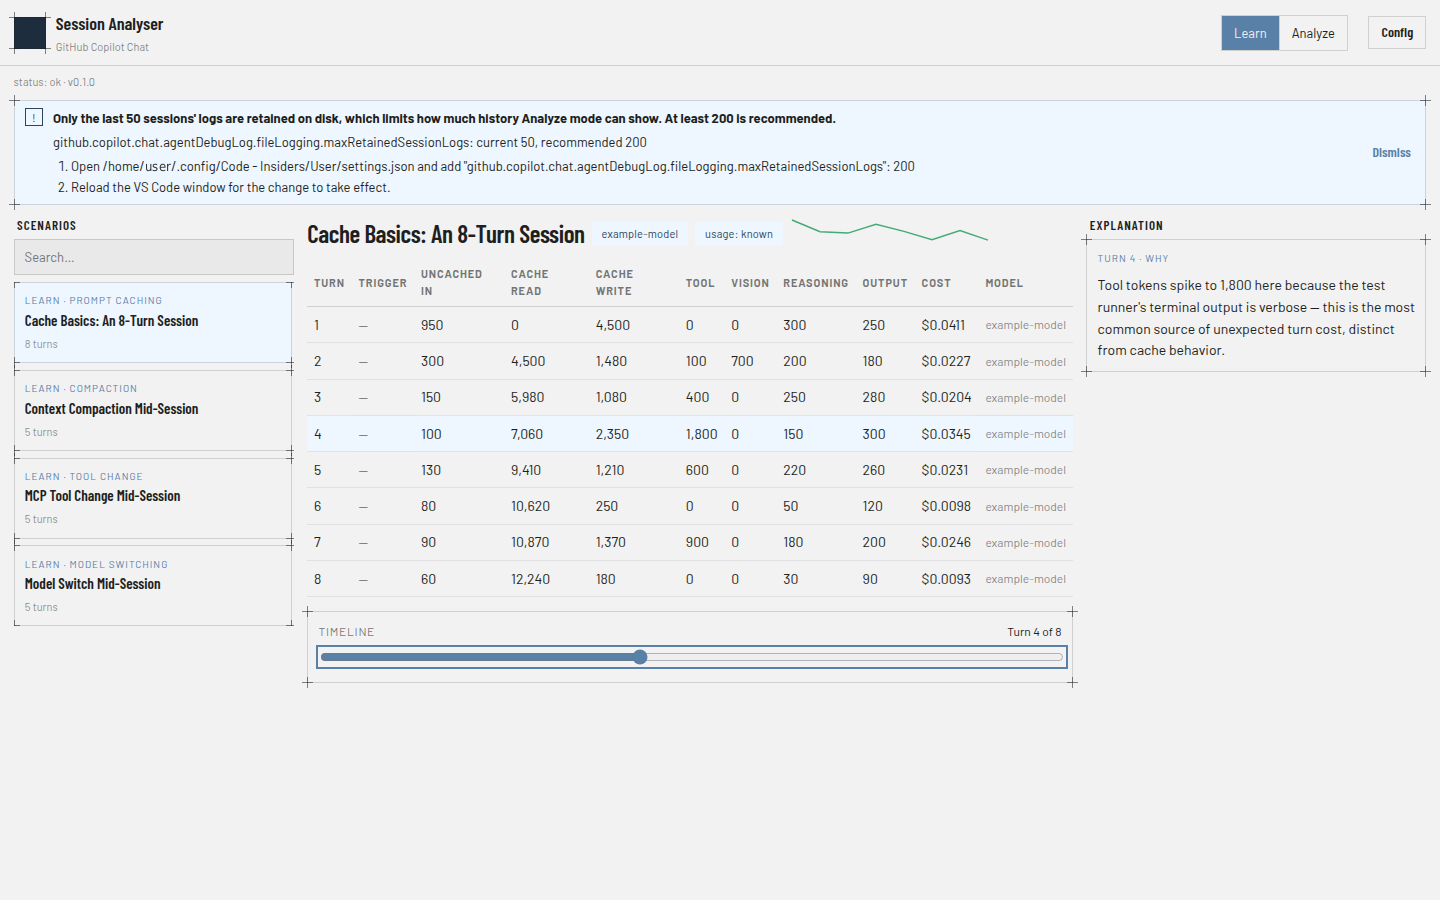 Session Analyser
GitHub Copilot Chat
Learn
Analyze
Config
status: ok · v0.1.0
!
Only the last 50 sessions' logs are retained on disk, which limits how much history Analyze mode can show. At least 200 is recommended.
github.copilot.chat.agentDebugLog.fileLogging.maxRetainedSessionLogs: current 50, recommended 200
1. Open /home/user/.config/Code - Insiders/User/settings.json and add "github.copilot.chat.agentDebugLog.fileLogging.maxRetainedSessionLogs": 200
2. Reload the VS Code window for the change to take effect.
Dismiss
SCENARIOS
Search...
LEARN · PROMPT CACHING
Cache Basics: An 8-Turn Session
8 turns
LEARN · COMPACTION
Context Compaction Mid-Session
5 turns
LEARN · TOOL CHANGE
MCP Tool Change Mid-Session
5 turns
LEARN · MODEL SWITCHING
Model Switch Mid-Session
5 turns
Cache Basics: An 8-Turn Session example-model usage: known
TURN TRIGGER UNCACHED IN CACHE READ CACHE WRITE TOOL VISION REASONING OUTPUT COST MODEL
1 — 950 0 4,500 0 0 300 250 $0.0411 example-model
2 — 300 4,500 1,480 100 700 200 180 $0.0227 example-model
3 — 150 5,980 1,080 400 0 250 280 $0.0204 example-model
4 — 100 7,060 2,350 1,800 0 150 300 $0.0345 example-model
5 — 130 9,410 1,210 600 0 220 260 $0.0231 example-model
6 — 80 10,620 250 0 0 50 120 $0.0098 example-model
7 — 90 10,870 1,370 900 0 180 200 $0.0246 example-model
8 — 60 12,240 180 0 0 30 90 $0.0093 example-model
TIMELINE
Turn 4 of 8
EXPLANATION
TURN 4 · WHY
Tool tokens spike to 1,800 here because the test
runner's terminal output is verbose — this is the most
common source of unexpected turn cost, distinct
from cache behavior.